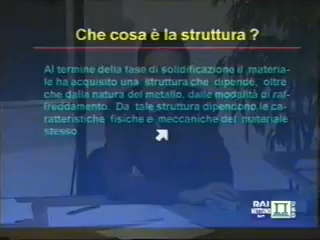 Che cosa è la struttura ?
Al termine della fase di solidificazione il materia-
le ha acquisito una struttura che dipende, oltre
che dalla natura del metallo, dalle modalità di raf-
freddamento. Da tale struttura dipendono le ca-
ratteristiche fisiche e meccaniche del materiale
stesso.
RAI
NETTUNO
SAT